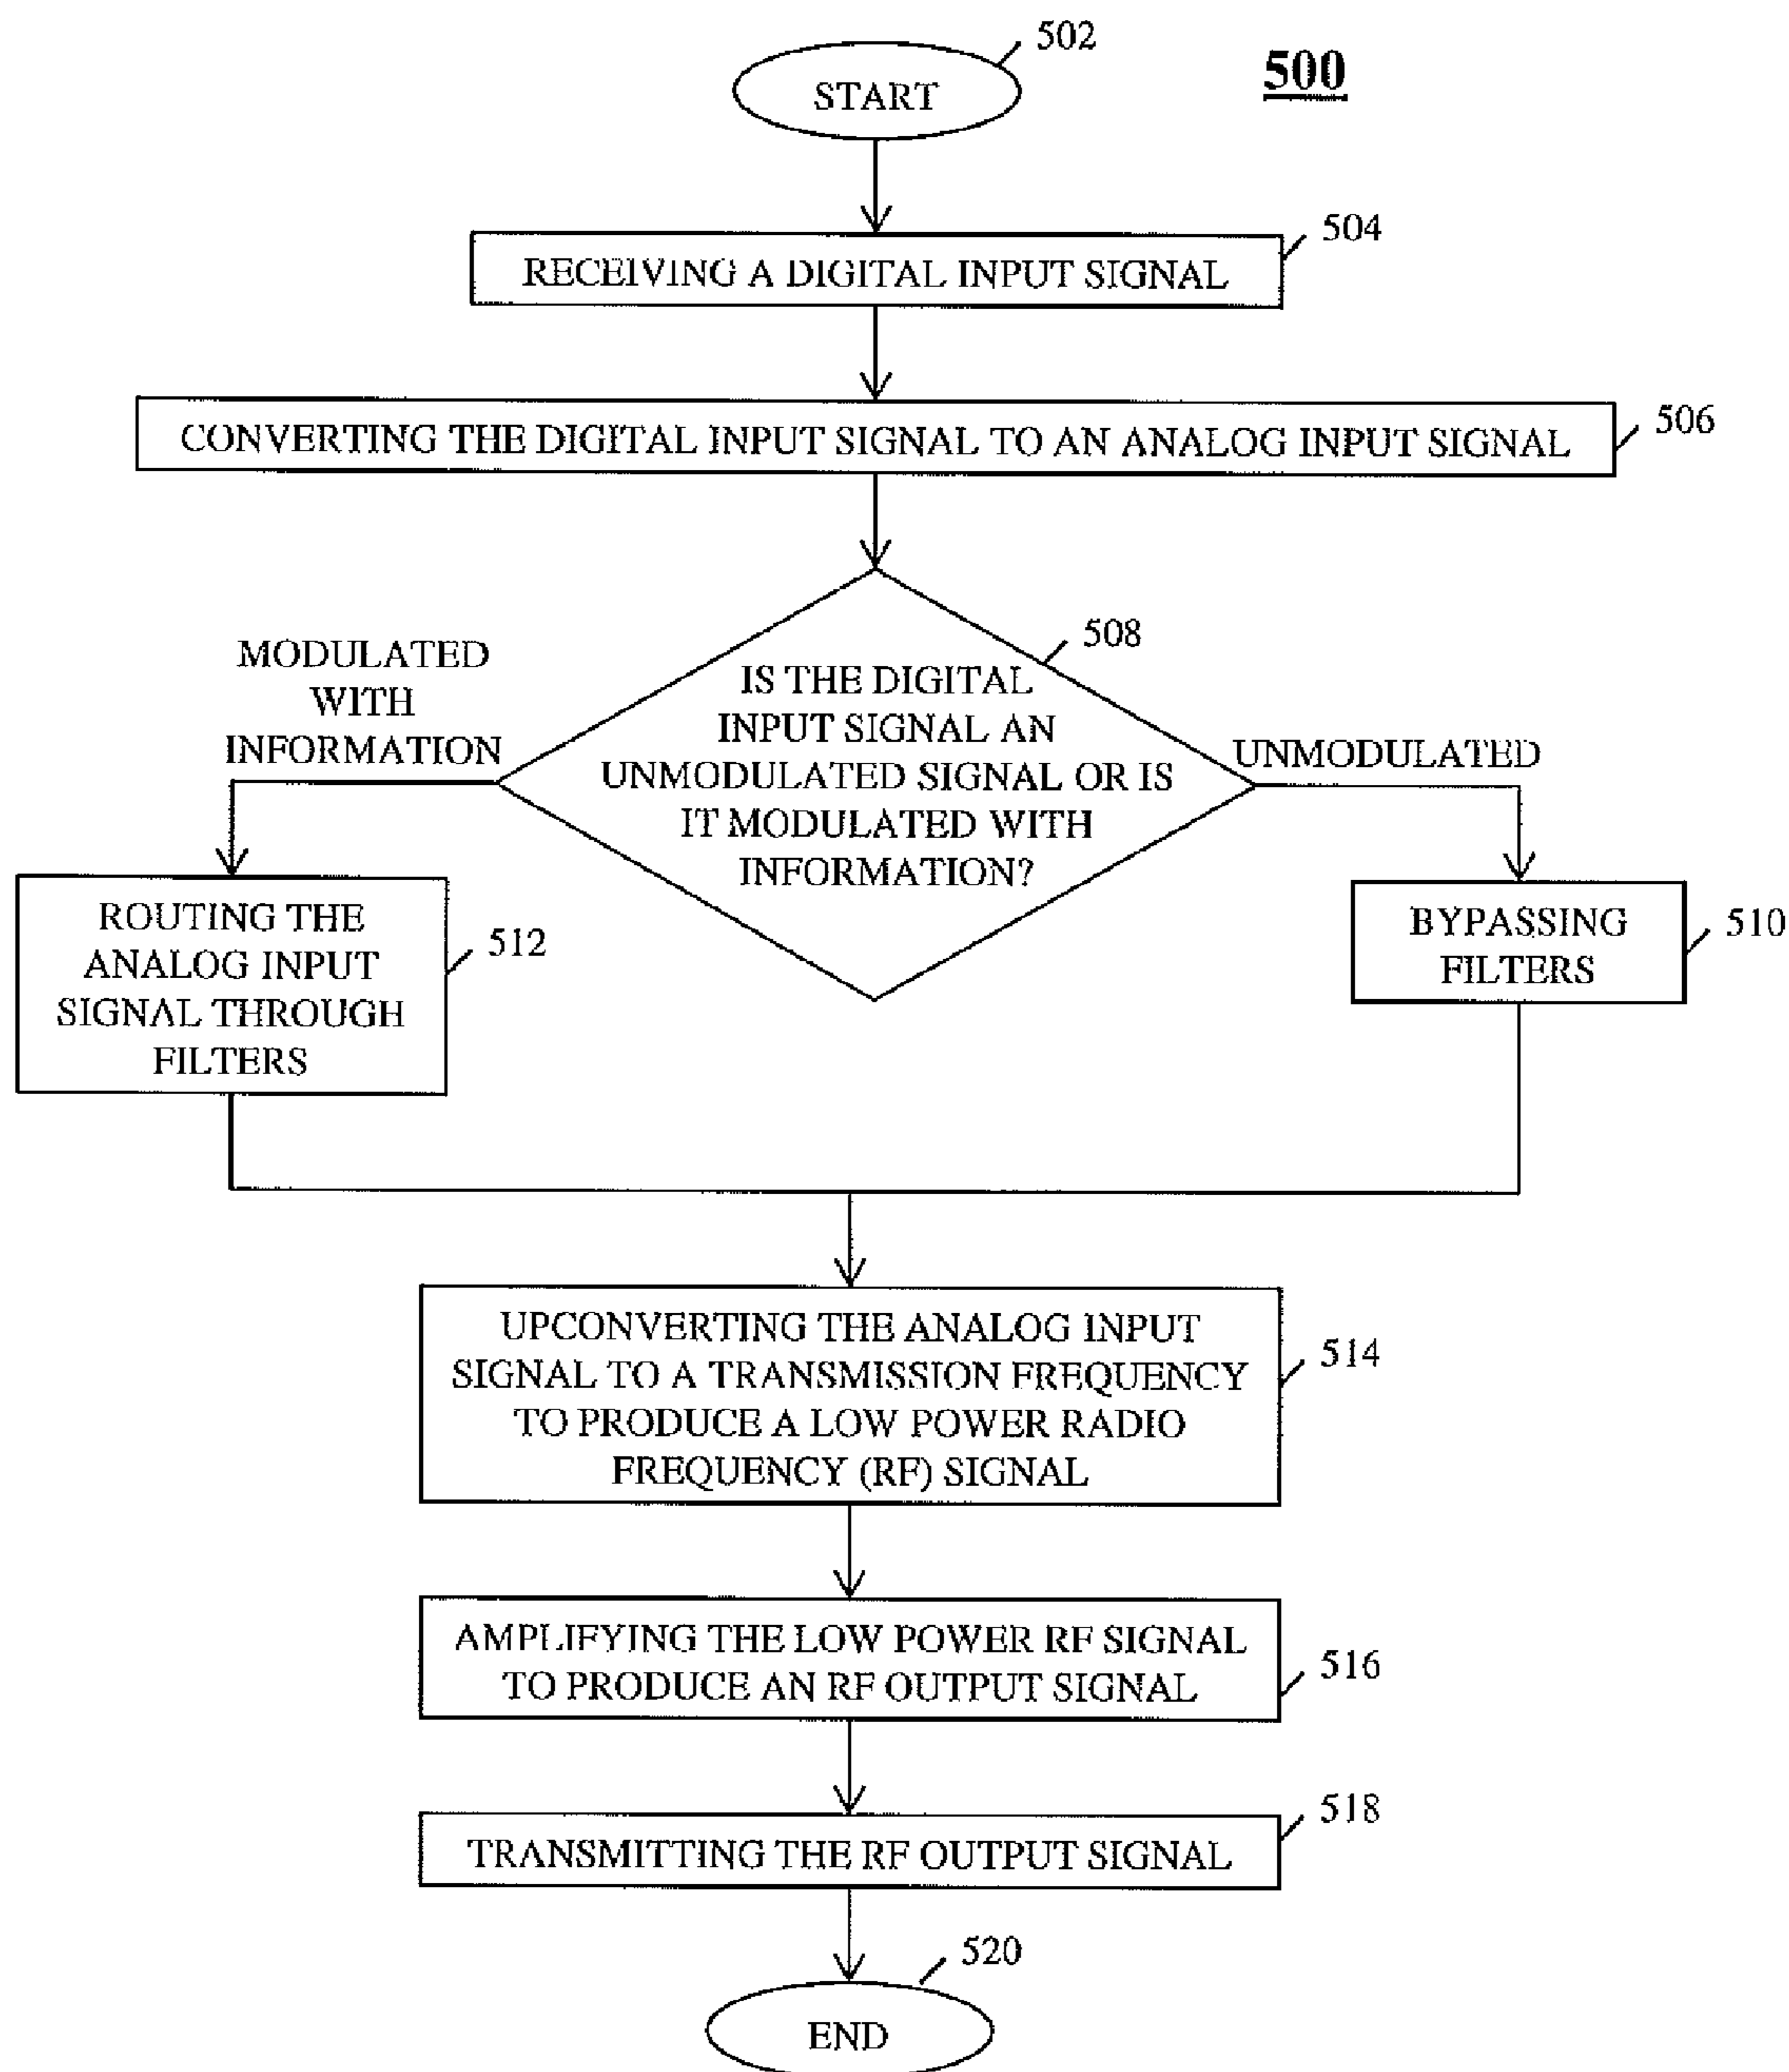 502
500
START
504
RECEIVING A DIGITAL INPUT SIGNAL
506
CONVERTING THE DIGITAL INPUT SIGNAL TO AN ANALOG INPUT SIGNAL
508
IS THE DIGITAL
INPUT SIGNAL AN
UNMODULATED SIGNAL OR IS
IT MODULATED WITH
INFORMATION?
MODULATED
WITH
INFORMATION
UNMODULATED
ROUTING THE
ANALOG INPUT
SIGNAL THROUGH
FILTERS
512
BYPASSING
FILTERS
510
UPCONVERTING THE ANALOG INPUT
SIGNAL TO A TRANSMISSION FREQUENCY
TO PRODUCE A LOW POWER RADIO
FREQUENCY (RF) SIGNAL
514
AMPLIFYING THE LOW POWER RF SIGNAL
TO PRODUCE AN RF OUTPUT SIGNAL
516
TRANSMITTING THE RF OUTPUT SIGNAL
518
520
END